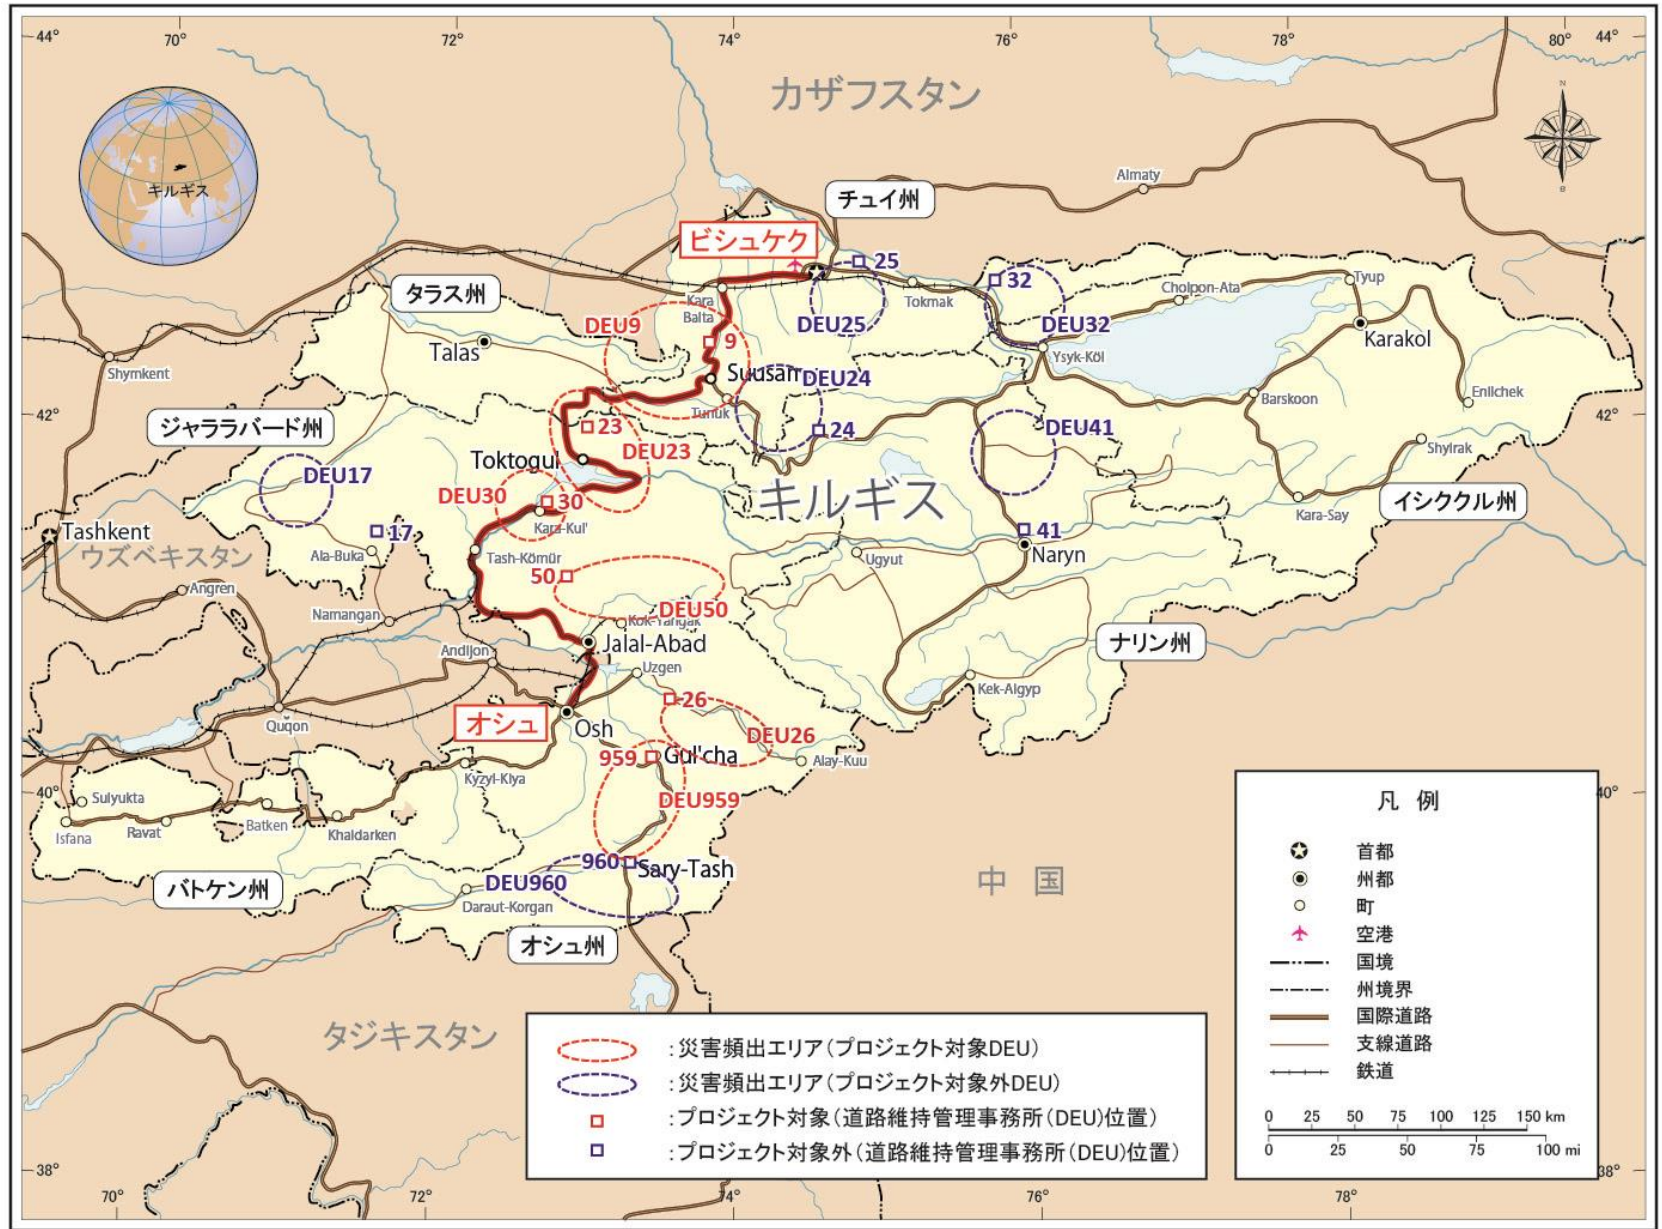 44°
70°
72°
74°
76°
78°
80°
44°
カザフスタン
N
キルギス
Almaty
チュイ州
ビシュケク
25
32
タラス州
Kara
Balta
Tokmak
Cholpon-Ata
Tyup
DEU9
DEU25
DEU32
Talas
9
Karakol
Shymkent
Suusam
DEU24
Ysyk-Köl
Enilchek
42°
Tunuk
Barskoon
42°
ジャララバード州
23
24
DEU41
DEU23
Shyirak
Toktogul
DEU17
DEU30
30
キルギス
イシククル州
Kara-Say
Kara-Kul'
Tashkent
17
41
ウズベキスタン
Ala-Buka
Tash-Kömür
Ugyut
Naryn
50
Angren
DEU50
Namangan
Kok-Yangak
ナリン州
Andijon
Jalal-Abad
Uzgen
Kek-Aigyp
26
Quqon
オシュ
Osh
DEU26
959
Gul'cha
Alay-Kuu
Kyzyl-Kiya
40°
Sulyukta
DEU959
40°
Isfana
Ravat
Batken
Khaidarken
960
Sary-Tash
バトケン州
DEU960
Daraut-Korgan
中 国
オシュ州
タジキスタン
凡 例
首都
州都
町
空港
国境
州境界
国際道路
支線道路
鉄道
0 25 50 75 100 125 150 km
0 25 50 75 100 mi
:災害頻出エリア(プロジェクト対象DEU)
:災害頻出エリア(プロジェクト対象外DEU)
:プロジェクト対象(道路維持管理事務所(DEU)位置)
:プロジェクト対象外(道路維持管理事務所(DEU)位置)
38°
38°
70°
72°
74°
76°
78°